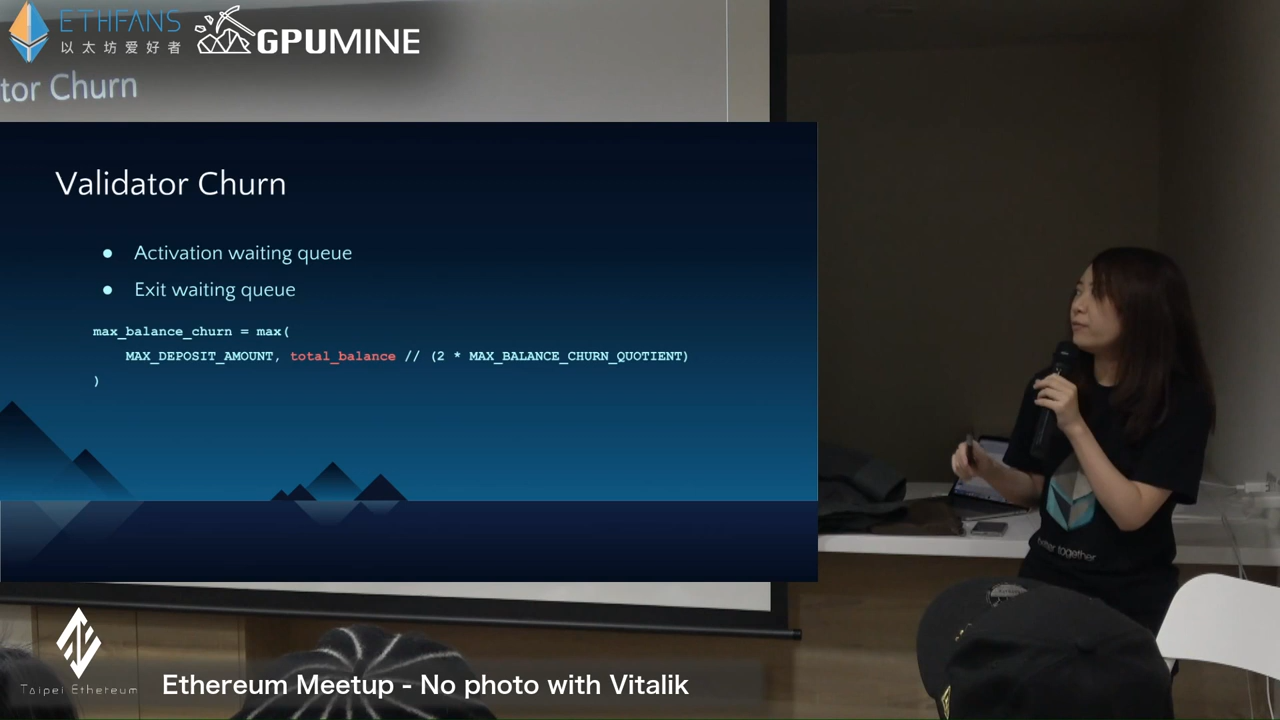 ETHFANS
以太坊爱好者
GPUMINE
tor Churn
Validator Churn
● Activation waiting queue
● Exit waiting queue
max_balance_churn = max(
MAX_DEPOSIT_AMOUNT, total_balance // (2 * MAX_BALANCE_CHURN_QUOTIENT)
)
together
Taipei Ethereum
Ethereum Meetup - No photo with Vitalik